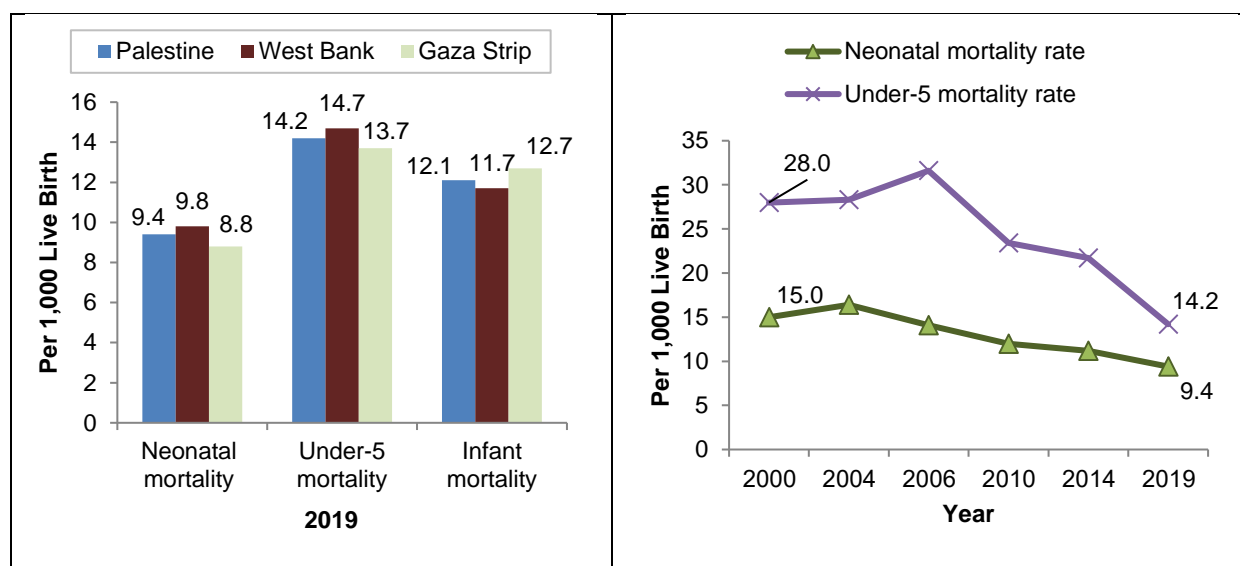 Palestine West Bank Gaza Strip
Per 1,000 Live Birth
16
14
12
10
8
6
4
2
0
9.4 9.8 8.8
14.2 14.7 13.7
12.1 11.7 12.7
Neonatal mortality
Under-5 mortality
Infant mortality
2019
Neonatal mortality rate
Under-5 mortality rate
Per 1,000 Live Birth
35
30
25
20
15
10
5
0
28.0
15.0
14.2
9.4
2000 2004 2006 2010 2014 2019
Year